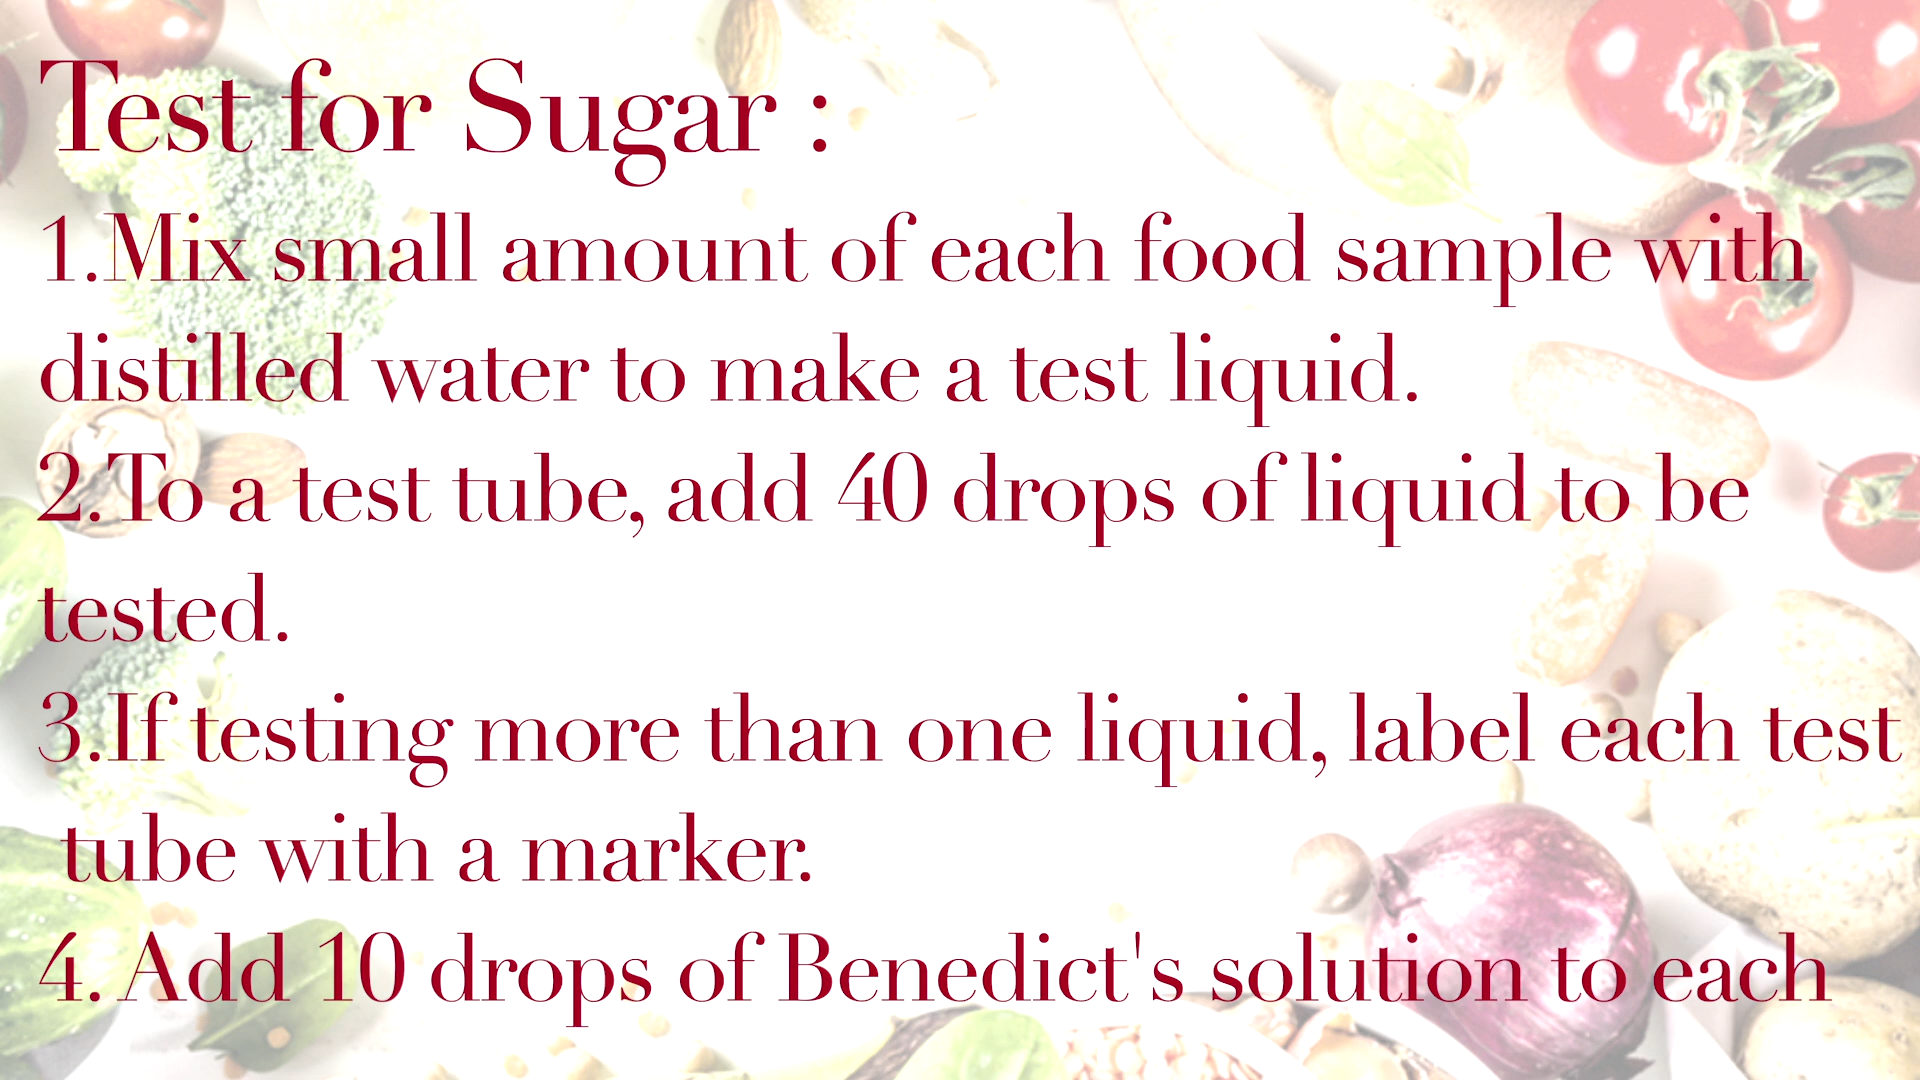 Test for Sugar :
1.Mix small amount of each food sample with
distilled water to make a test liquid.
2.To a test tube, add 40 drops of liquid to be
tested.
3.If testing more than one liquid, label each test
tube with a marker.
4. Add 10 drops of Benedict's solution to each